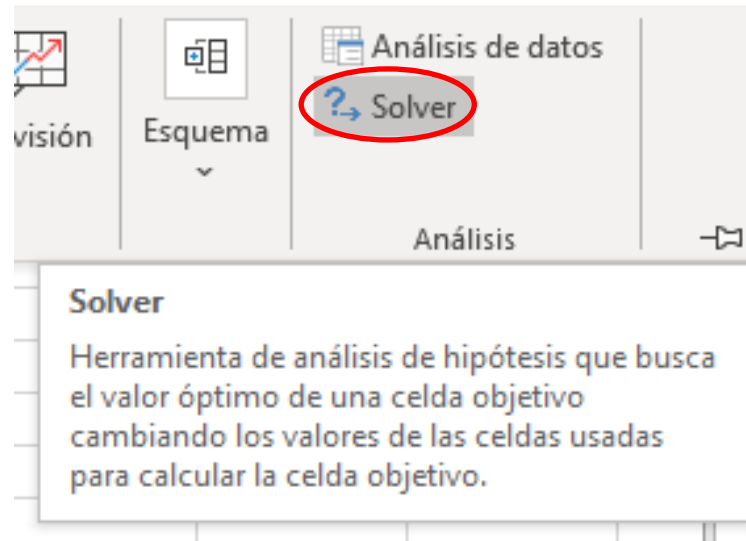 Análisis de datos
Solver
visión
Esquema
Análisis
Solver
Herramienta de análisis de hipótesis que busca
el valor óptimo de una celda objetivo
cambiando los valores de las celdas usadas
para calcular la celda objetivo.